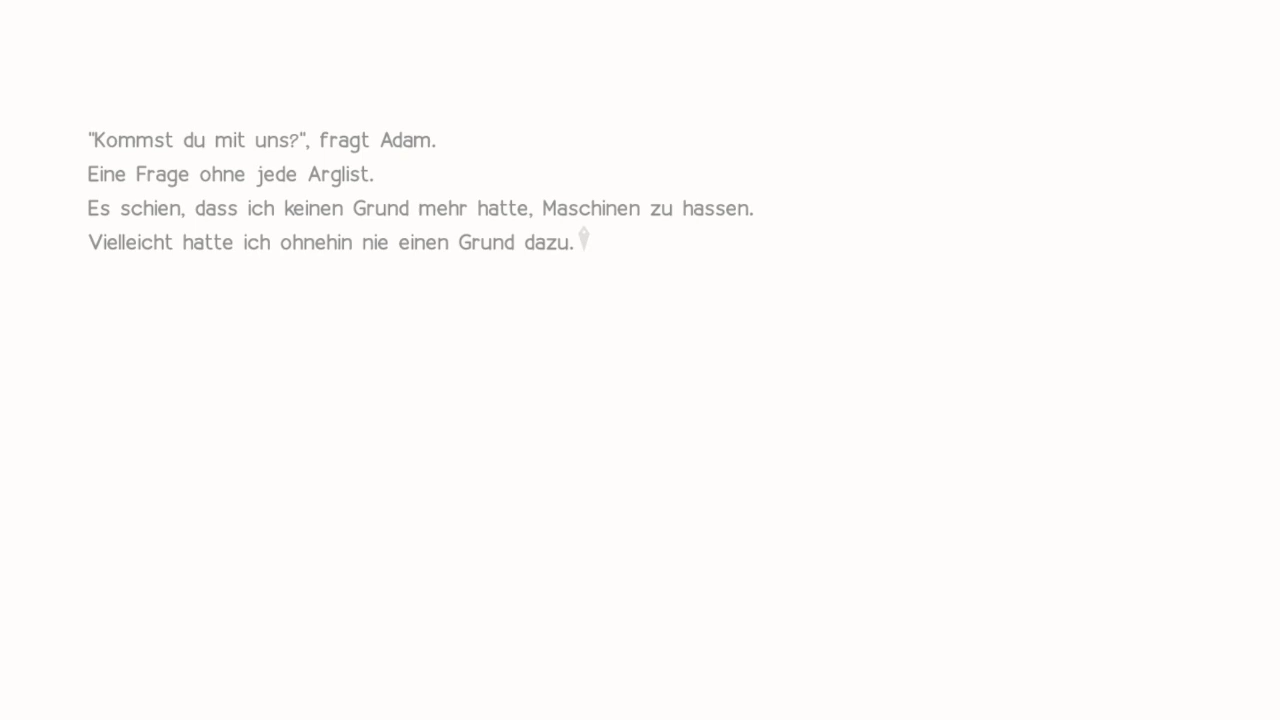 "Kommst du mit uns?", fragt Adam.
Eine Frage ohne jede Arglist.
Es schien, dass ich keinen Grund mehr hatte, Maschinen zu hassen.
Vielleicht hatte ich ohnehin nie einen Grund dazu.